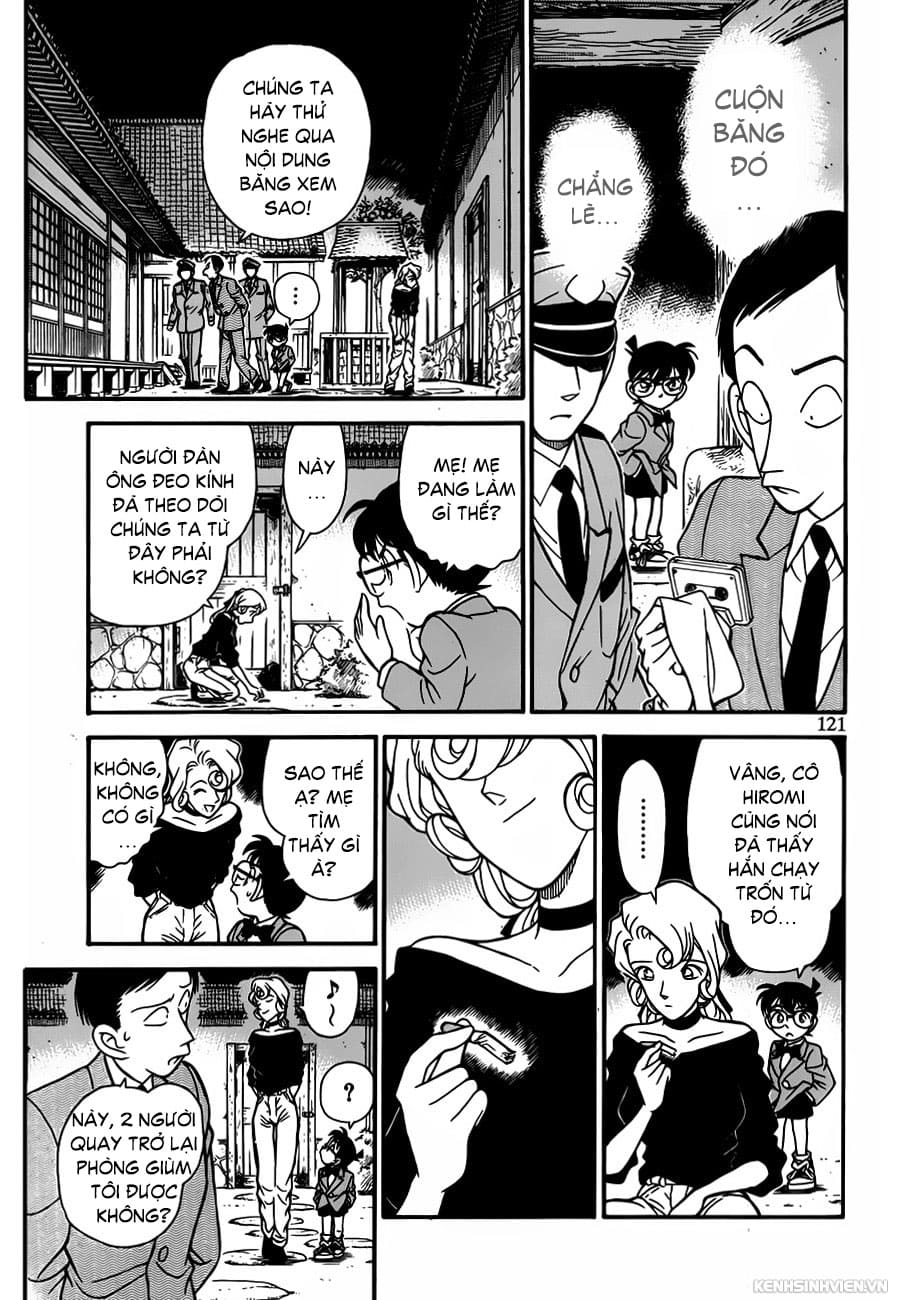 CUỘN
BĂNG
ĐÓ
...
CHẲNG
LẼ...
CHÚNG TA
HÃY THỬ
NGHE QUA
NỘI DUNG
BĂNG XEM
SAO!
...
MẸ! MẸ
ĐANG LÀM
GÌ THẾ?
NÀY
...
NGƯỜI ĐÀN
ÔNG ĐEO KÍNH
ĐÃ THEO DÕI
CHÚNG TA TỪ
ĐÂY PHẢI
KHÔNG?
121
VÂNG, CÔ
HIROMI
CŨNG NÓI
ĐÃ THẤY
HẮN CHẠY
TRỐN TỪ
ĐÓ...
.........
SAO THẾ
Ạ? MẸ
TÌM
THẤY GÌ
À?
KHÔNG,
KHÔNG
CÓ GÌ
...
♪
~
?
NÀY, 2 NGƯỜI
QUAY TRỞ LẠI
PHÒNG GIÙM
TÔI ĐƯỢC
KHÔNG?
KENHSINHVIEN.VN